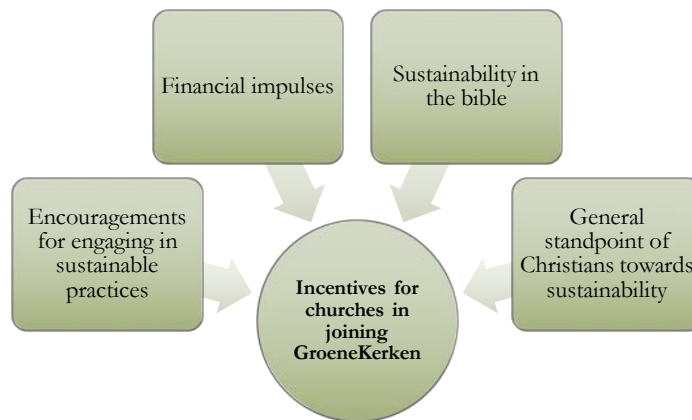 Financial impulses
Sustainability in
the bible
Encouragements
for engaging in
sustainable
practices
General
standpoint of
Christians towards
sustainability
Incentives for
churches in
joining
GroeneKerken